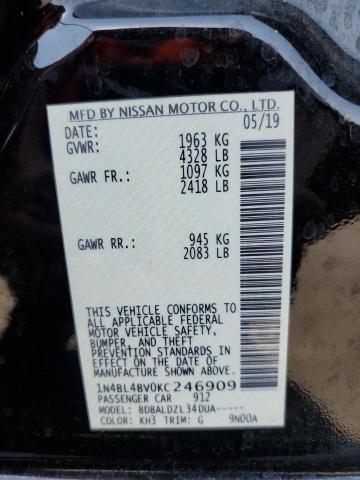 MFD BY NISSAN MOTOR CO., LTD.
DATE: 05/19
GVWR: 1963 KG
4328 LB
GAWR FR.: 1097 KG
2418 LB
GAWR RR.: 945 KG
2083 LB
THIS VEHICLE CONFORMS
TO ALL APPLICABLE FEDERAL
MOTOR VEHICLE SAFETY,
BUMPER, AND THEFT
PREVENTION STANDARDS
IN EFFECT ON THE DATE OF
MANUFACTURE SHOWN ABOVE.
1N4BL4BV0KC246909
PASSENGER CAR 912
MODEL: BDBALDZL34DUA-----
COLOR: KH3 TRIM: G 9N00A